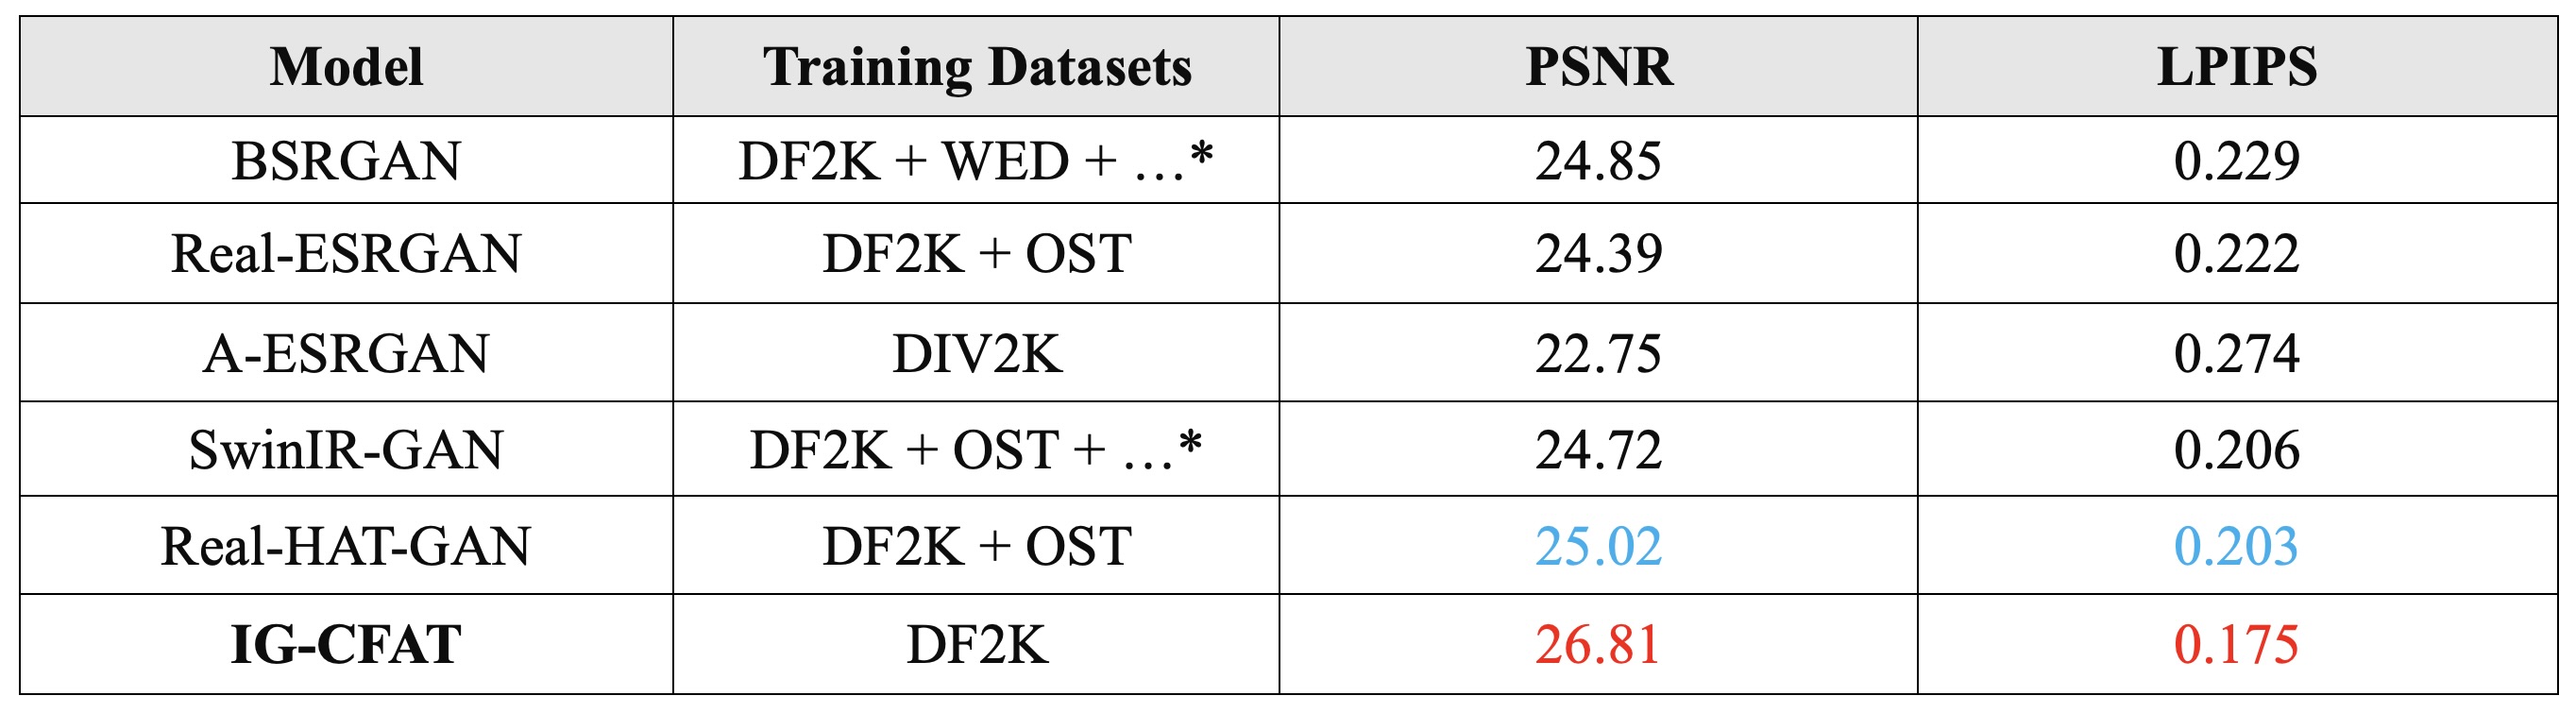 Model Training Datasets PSNR LPIPS
BSRGAN DF2K + WED + …* 24.85 0.229
Real-ESRGAN DF2K + OST 24.39 0.222
A-ESRGAN DIV2K 22.75 0.274
SwinIR-GAN DF2K + OST + …* 24.72 0.206
Real-HAT-GAN DF2K + OST 25.02 0.203
IG-CFAT DF2K 26.81 0.175